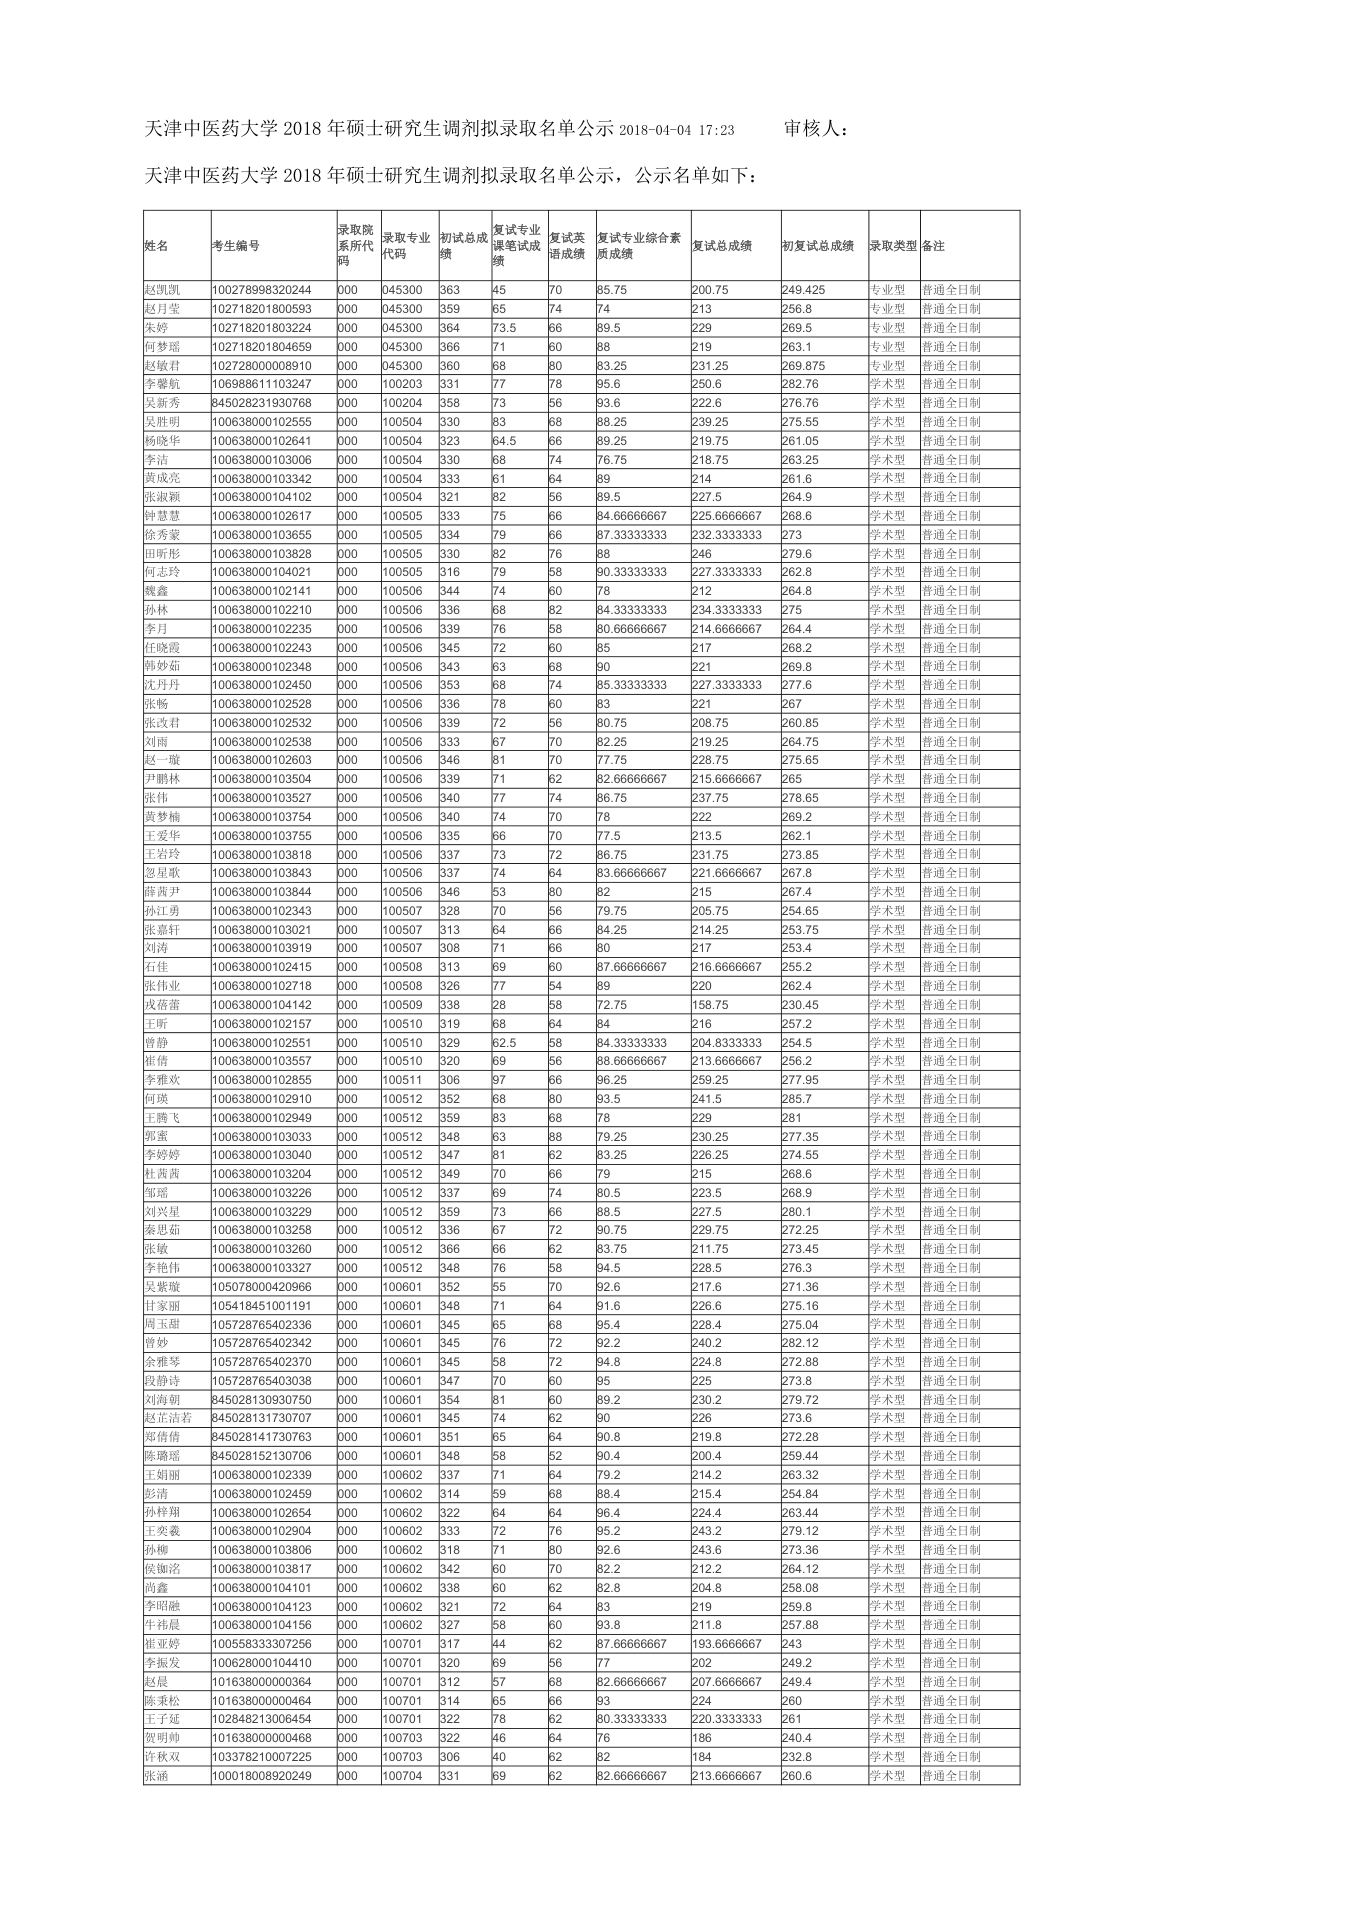 天津中医药大学 2018 年硕士研究生调剂拟录取名单公示 2018-04-04 17:23 审核人：
天津中医药大学 2018 年硕士研究生调剂拟录取名单公示，公示名单如下：
姓名 考生编号 录取院系所代码 录取专业代码 初试总成绩 复试专业课笔试成绩 复试英语成绩 复试专业综合素质成绩 复试总成绩 初复试总成绩 录取类型 备注
赵凯凯 100278998320244 000 045300 363 45 70 85.75 200.75 249.425 专业型 普通全日制
赵月莹 102718201800593 000 045300 359 65 74 74 213 256.8 专业型 普通全日制
朱婷 102718201803224 000 045300 364 73.5 66 89.5 229 269.5 专业型 普通全日制
何梦瑶 102718201804659 000 045300 366 71 60 88 219 263.1 专业型 普通全日制
赵敏君 102728000008910 000 045300 360 68 80 83.25 231.25 269.875 专业型 普通全日制
李馨航 106988611103247 000 100203 331 77 78 95.6 250.6 282.76 学术型 普通全日制
吴新秀 845028231930768 000 100204 358 73 56 93.6 222.6 276.76 学术型 普通全日制
吴胜明 100638000102555 000 100504 330 83 68 88.25 239.25 275.55 学术型 普通全日制
杨晓华 100638000102641 000 100504 323 64.5 66 89.25 219.75 261.05 学术型 普通全日制
李洁 100638000103006 000 100504 330 68 74 76.75 218.75 263.25 学术型 普通全日制
黄成亮 100638000103342 000 100504 333 61 64 89 214 261.6 学术型 普通全日制
张淑颖 100638000104102 000 100504 321 82 56 89.5 227.5 264.9 学术型 普通全日制
钟慧慧 100638000102617 000 100505 333 75 66 84.66666667 225.6666667 268.6 学术型 普通全日制
徐秀蒙 100638000103655 000 100505 334 79 66 87.33333333 232.3333333 273 学术型 普通全日制
田昕彤 100638000103828 000 100505 330 82 76 88 246 279.6 学术型 普通全日制
何志玲 100638000104021 000 100505 316 79 58 90.33333333 227.3333333 262.8 学术型 普通全日制
魏鑫 100638000102141 000 100506 344 74 60 78 212 264.8 学术型 普通全日制
孙林 100638000102210 000 100506 336 68 82 84.33333333 234.3333333 275 学术型 普通全日制
李月 100638000102235 000 100506 339 76 58 80.66666667 214.6666667 264.4 学术型 普通全日制
任晓霞 100638000102243 000 100506 345 72 60 85 217 268.2 学术型 普通全日制
韩妙茹 100638000102348 000 100506 343 63 68 90 221 269.8 学术型 普通全日制
沈丹丹 100638000102450 000 100506 353 68 74 85.33333333 227.3333333 277.6 学术型 普通全日制
张畅 100638000102528 000 100506 336 78 60 83 221 267 学术型 普通全日制
张改君 100638000102532 000 100506 339 72 56 80.75 208.75 260.85 学术型 普通全日制
刘雨 100638000102538 000 100506 333 67 70 82.25 219.25 264.75 学术型 普通全日制
赵一璇 100638000102603 000 100506 346 81 70 77.75 228.75 275.65 学术型 普通全日制
尹鹏林 100638000103504 000 100506 339 71 62 82.66666667 215.6666667 265 学术型 普通全日制
张伟 100638000103527 000 100506 340 77 74 86.75 237.75 278.65 学术型 普通全日制
黄梦楠 100638000103754 000 100506 340 74 70 78 222 269.2 学术型 普通全日制
王爱华 100638000103755 000 100506 335 66 70 77.5 213.5 262.1 学术型 普通全日制
王岩玲 100638000103818 000 100506 337 73 72 86.75 231.75 273.85 学术型 普通全日制
忽星歌 100638000103843 000 100506 337 74 64 83.66666667 221.6666667 267.8 学术型 普通全日制
薛茜尹 100638000103844 000 100506 346 53 80 82 215 267.4 学术型 普通全日制
孙江勇 100638000102343 000 100507 328 70 56 79.75 205.75 254.65 学术型 普通全日制
张嘉轩 100638000103021 000 100507 313 64 66 84.25 214.25 253.75 学术型 普通全日制
刘涛 100638000103919 000 100507 308 71 66 80 217 253.4 学术型 普通全日制
石佳 100638000102415 000 100508 313 69 60 87.66666667 216.6666667 255.2 学术型 普通全日制
张伟业 100638000102718 000 100508 326 77 54 89 220 262.4 学术型 普通全日制
戎蓓蕾 100638000104142 000 100509 338 28 58 72.75 158.75 230.45 学术型 普通全日制
王昕 100638000102157 000 100510 319 68 64 84 216 257.2 学术型 普通全日制
曾静 100638000102551 000 100510 329 62.5 58 84.33333333 204.8333333 254.5 学术型 普通全日制
崔倩 100638000103557 000 100510 320 69 56 88.66666667 213.6666667 256.2 学术型 普通全日制
李雅欢 100638000102855 000 100511 306 97 66 96.25 259.25 277.95 学术型 普通全日制
何瑛 100638000102910 000 100512 352 68 80 93.5 241.5 285.7 学术型 普通全日制
王腾飞 100638000102949 000 100512 359 83 68 78 229 281 学术型 普通全日制
郭蜜 100638000103033 000 100512 348 63 88 79.25 230.25 277.35 学术型 普通全日制
李婷婷 100638000103040 000 100512 347 81 62 83.25 226.25 274.55 学术型 普通全日制
杜茜茜 100638000103204 000 100512 349 70 66 79 215 268.6 学术型 普通全日制
邹瑶 100638000103226 000 100512 337 69 74 80.5 223.5 268.9 学术型 普通全日制
刘兴星 100638000103229 000 100512 359 73 66 88.5 227.5 280.1 学术型 普通全日制
秦思茹 100638000103258 000 100512 336 67 72 90.75 229.75 272.25 学术型 普通全日制
张敏 100638000103260 000 100512 366 66 62 83.75 211.75 273.45 学术型 普通全日制
李艳伟 100638000103327 000 100512 348 76 58 94.5 228.5 276.3 学术型 普通全日制
吴紫璇 105078000420966 000 100601 352 55 70 92.6 217.6 271.36 学术型 普通全日制
甘家丽 105418451001191 000 100601 348 71 64 91.6 226.6 275.16 学术型 普通全日制
周玉甜 105728765402336 000 100601 345 65 68 95.4 228.4 275.04 学术型 普通全日制
曾妙 105728765402342 000 100601 345 76 72 92.2 240.2 282.12 学术型 普通全日制
余雅琴 105728765402370 000 100601 345 58 72 94.8 224.8 272.88 学术型 普通全日制
段静诗 105728765403038 000 100601 347 70 60 95 225 273.8 学术型 普通全日制
刘海朝 845028130930750 000 100601 354 81 60 89.2 230.2 279.72 学术型 普通全日制
赵芷洁若 845028131730707 000 100601 345 74 62 90 226 273.6 学术型 普通全日制
郑倩倩 845028141730763 000 100601 351 65 64 90.8 219.8 272.28 学术型 普通全日制
陈璐瑶 845028152130706 000 100601 348 58 52 90.4 200.4 259.44 学术型 普通全日制
王娟丽 100638000102339 000 100602 337 71 64 79.2 214.2 263.32 学术型 普通全日制
彭清 100638000102459 000 100602 314 59 68 88.4 215.4 254.84 学术型 普通全日制
孙梓翔 100638000102654 000 100602 322 64 64 96.4 224.4 263.44 学术型 普通全日制
王奕羲 100638000102904 000 100602 333 72 76 95.2 243.2 279.12 学术型 普通全日制
孙柳 100638000103806 000 100602 318 71 80 92.6 243.6 273.36 学术型 普通全日制
侯铷洺 100638000103817 000 100602 342 60 70 82.2 212.2 264.12 学术型 普通全日制
尚鑫 100638000104101 000 100602 338 60 62 82.8 204.8 258.08 学术型 普通全日制
李昭融 100638000104123 000 100602 321 72 64 83 219 259.8 学术型 普通全日制
牛祎晨 100638000104156 000 100602 327 58 60 93.8 211.8 257.88 学术型 普通全日制
崔亚婷 100558333307256 000 100701 317 44 62 87.66666667 193.6666667 243 学术型 普通全日制
李振发 100628000104410 000 100701 320 69 56 77 202 249.2 学术型 普通全日制
赵晨 101638000000364 000 100701 312 57 68 82.66666667 207.6666667 249.4 学术型 普通全日制
陈秉松 101638000000464 000 100701 314 65 66 93 224 260 学术型 普通全日制
王子延 102848213006454 000 100701 322 78 62 80.33333333 220.3333333 261 学术型 普通全日制
贺明帅 101638000000468 000 100703 322 46 64 76 186 240.4 学术型 普通全日制
许秋双 103378210007225 000 100703 306 40 62 82 184 232.8 学术型 普通全日制
张涵 100018008920249 000 100704 331 69 62 82.66666667 213.6666667 260.6 学术型 普通全日制